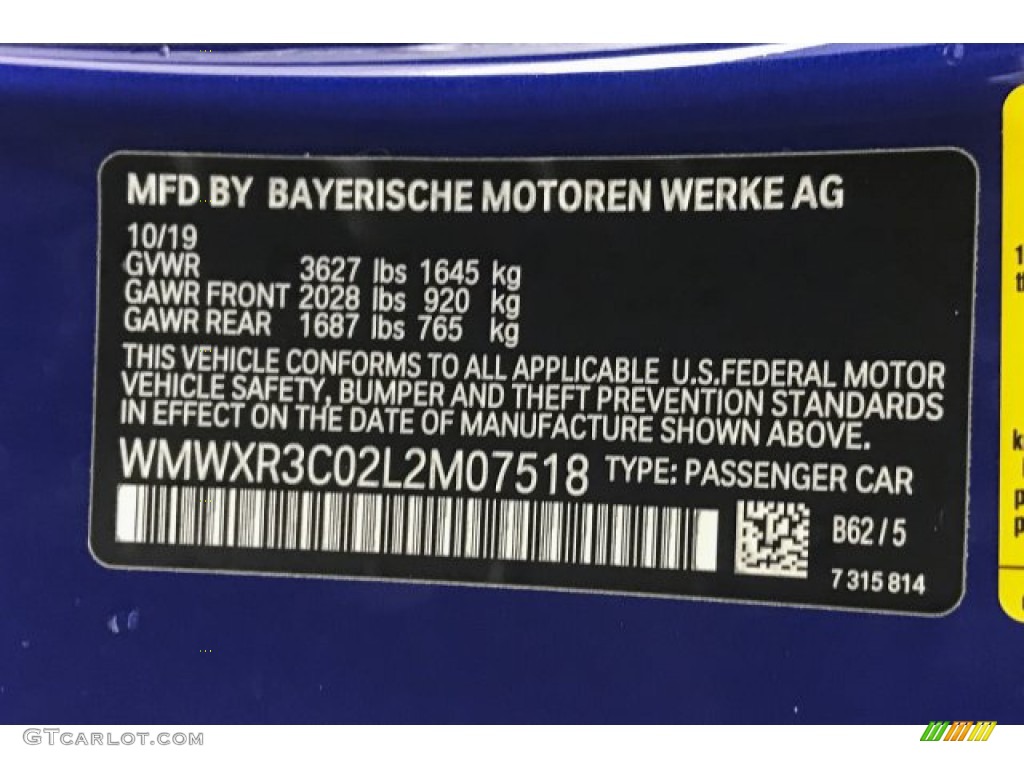 MFD BY BAYERISCHE MOTOREN WERKE AG
10/19
GVWR 3627 lbs 1645 kg
GAWR FRONT 2028 lbs 920 kg
GAWR REAR 1687 lbs 765 kg
THIS VEHICLE CONFORMS TO ALL APPLICABLE U.S.FEDERAL MOTOR
VEHICLE SAFETY, BUMPER AND THEFT PREVENTION STANDARDS
IN EFFECT ON THE DATE OF MANUFACTURE SHOWN ABOVE.
WMWXR3C02L2M07518 TYPE: PASSENGER CAR
B62/5
7 315 814
GTCARLOT.COM